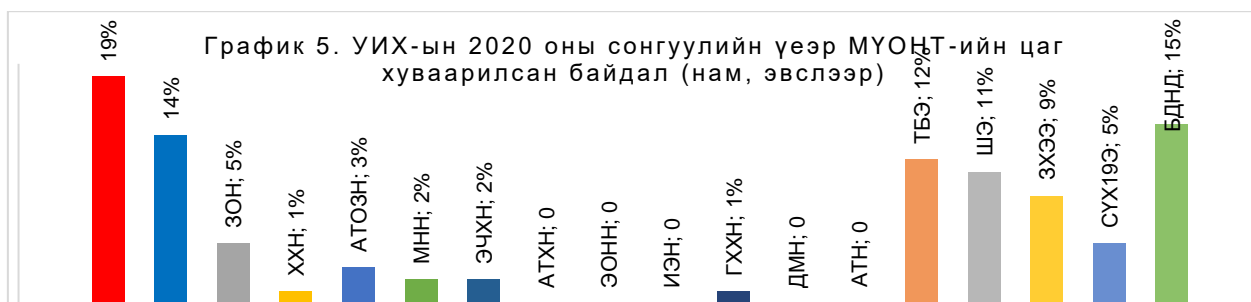 График 5. УИХ-ын 2020 оны сонгуулийн үеэр МҮОНТ-ийн цаг
хуваарилсан байдал (нам, эвслээр)
19%
14%
ЗОН; 5%
ХХН; 1%
АТОЗН; 3%
МНН; 2%
ЭЧХН; 2%
АТХН; 0
ЭОНН; 0
ИЭН; 0
ГХХН; 1%
ДМН; 0
АТН; 0
ТБЭ; 12%
ШЭ; 11%
ЗХЭЭ; 9%
СҮХ19Э; 5%
БДНД; 15%